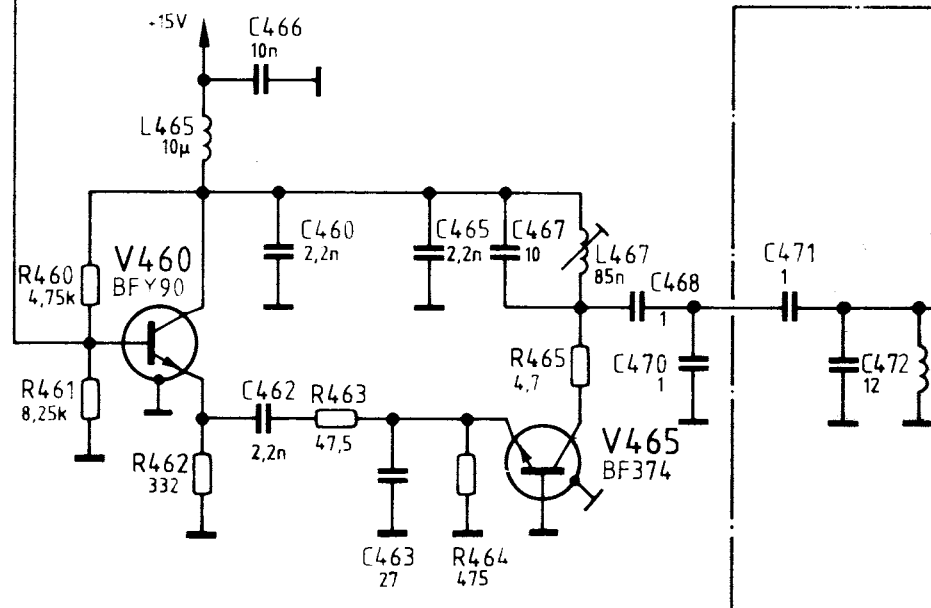 +15V
C466
10n
L465
10µ
C460
2,2n
C465
2,2n
C467
10
L467
85n
C471
1
V460
BFY90
R460
4,75k
C468
1
R465
4,7
C470
1
C472
12
R461
8,25k
C462
2,2n
R463
47,5
V465
BF374
R462
332
C463
27
R464
475